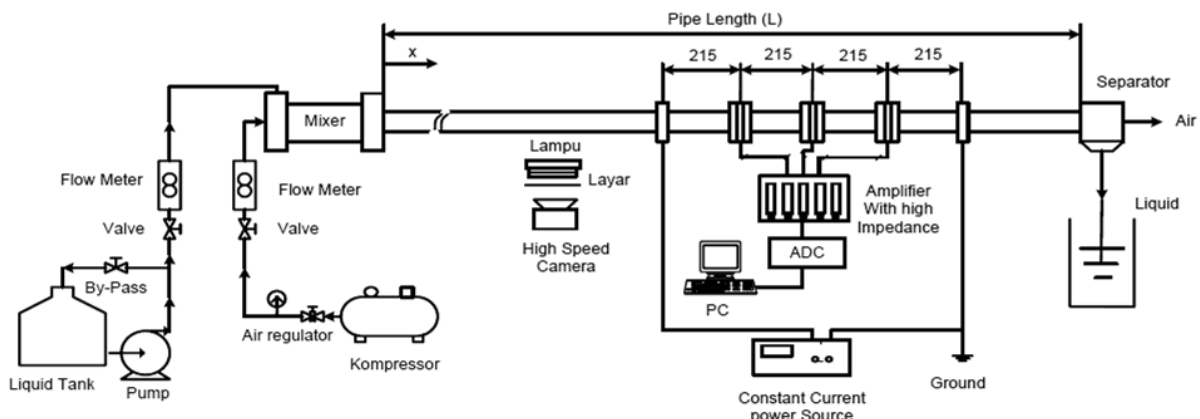 Pipe Length (L)
x
215
215
215
215
Separator
Mixer
Air
Lampu
Layar
Flow Meter
Flow Meter
Amplifier
With high
Impedance
Liquid
Valve
Valve
High Speed
Camera
ADC
By-Pass
PC
Air regulator
Kompressor
Liquid Tank
Pump
Ground
Constant Current
power Source